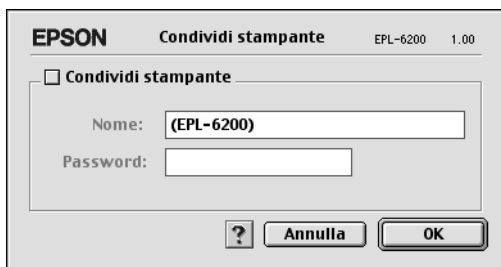 EPSON Condividi stampante EPL-6200 1.00
Condividi stampante
Nome: (EPL-6200)
Password:
? Annulla OK